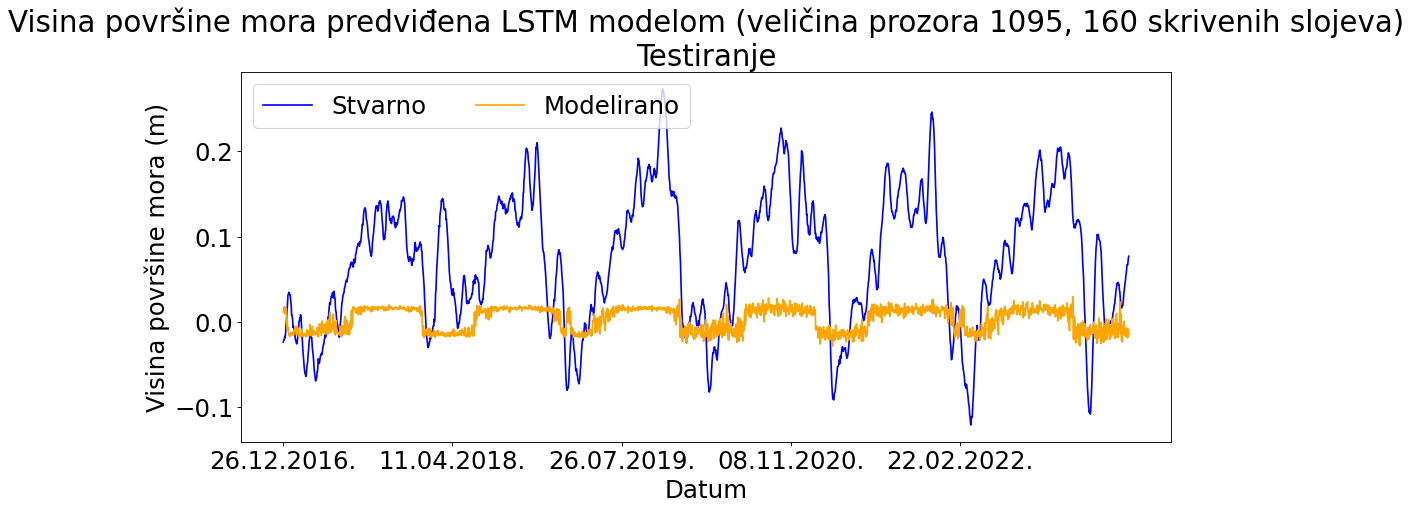 Visina površine mora predviđena LSTM modelom (veličina prozora 1095, 160 skrivenih slojeva)
Testiranje
Stvarno Modelirano
Visina površine mora (m)
0.2
0.1
0.0
−0.1
26.12.2016. 11.04.2018. 26.07.2019. 08.11.2020. 22.02.2022.
Datum